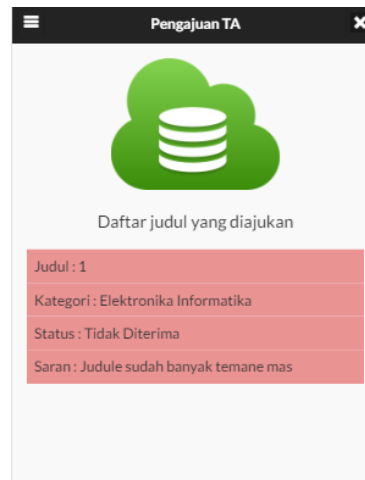 Pengajuan TA
Daftar judul yang diajukan
Judul : 1
Kategori : Elektronika Informatika
Status : Tidak Diterima
Saran : Judule sudah banyak temane mas